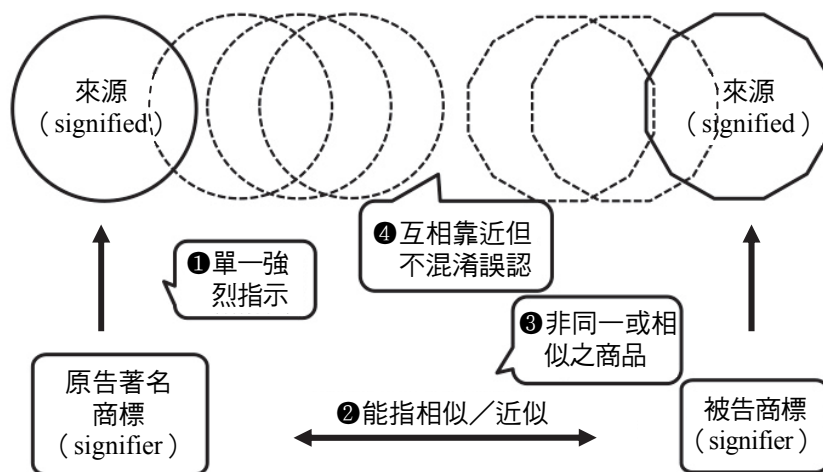 來源
（signified）
來源
（signified）
❹互相靠近但
不混淆誤認
❶單一強
烈指示
❸非同一或相
似之商品
原告著名
商標
（signifier）
❷能指相似／近似
被告商標
（signifier）